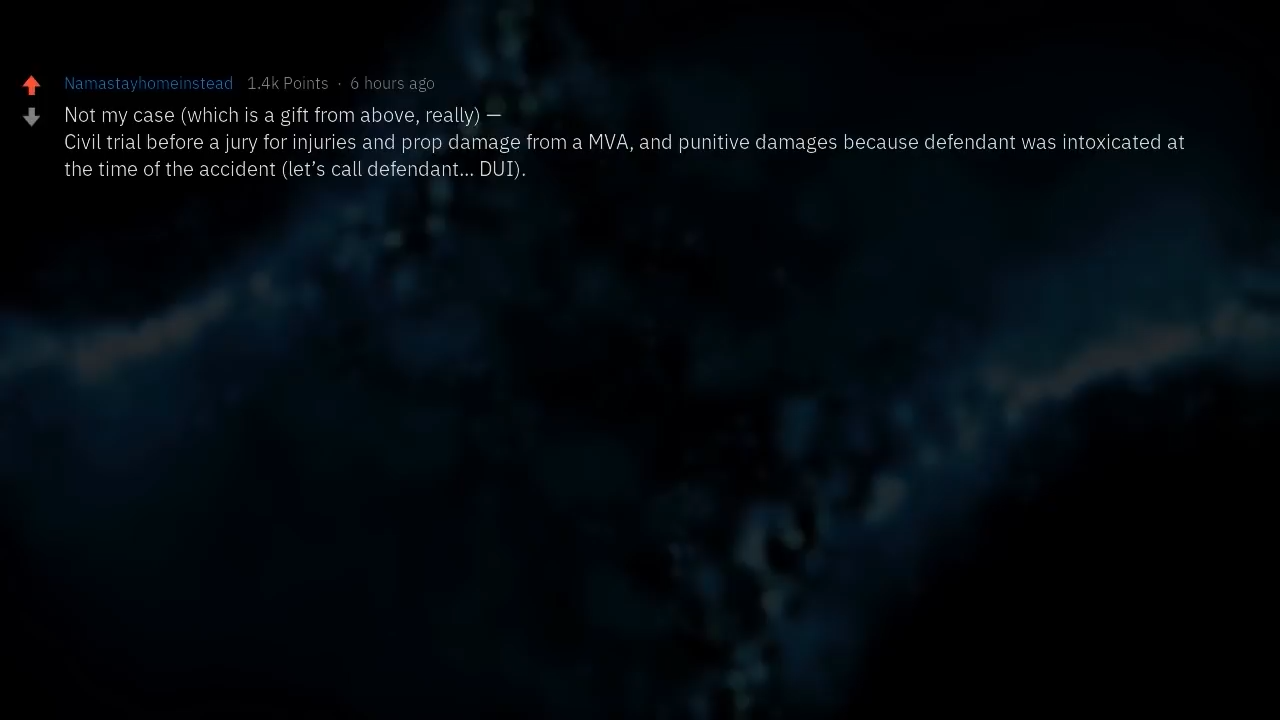 Namastayhomeinstead 1.4k Points · 6 hours ago
Not my case (which is a gift from above, really) —
Civil trial before a jury for injuries and prop damage from a MVA, and punitive damages because defendant was intoxicated at
the time of the accident (let’s call defendant... DUI).